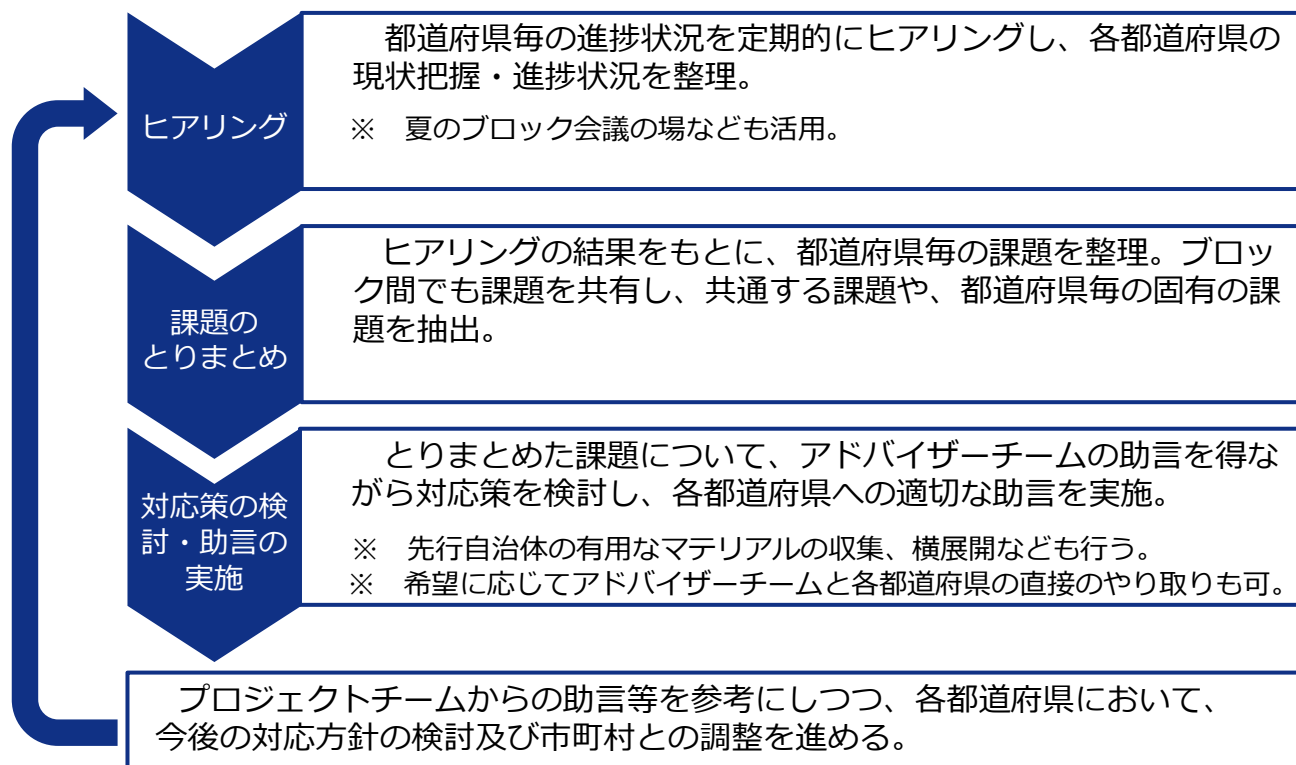 ヒアリング
都道府県毎の進捗状況を定期的にヒアリングし、各都道府県の
現状把握・進捗状況を整理。
※　夏のブロック会議の場なども活用。
課題の
とりまとめ
ヒアリングの結果をもとに、都道府県毎の課題を整理。ブロッ
ク間でも課題を共有し、共通する課題や、都道府県毎の固有の課
題を抽出。
対応策の検
討・助言の
実施
とりまとめた課題について、アドバイザーチームの助言を得な
がら対応策を検討し、各都道府県への適切な助言を実施。
※　先行自治体の有用なマテリアルの収集、横展開なども行う。
※　希望に応じてアドバイザーチームと各都道府県の直接のやり取りも可。
プロジェクトチームからの助言等を参考にしつつ、各都道府県において、
今後の対応方針の検討及び市町村との調整を進める。